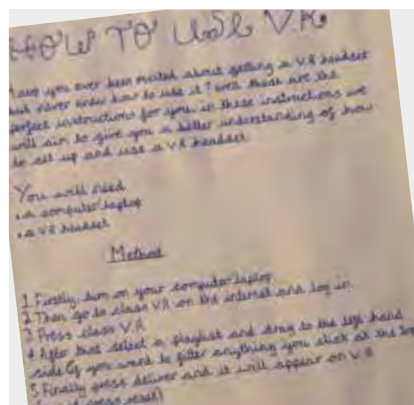 HOW TO USE V.R
Have you ever been excited about getting a V.R headset
but never knew how to use it? well these are the
perfect instructions for you, in these instructions we
will aim to give you a better understanding of how
to set up and use a V.R headset.
You will need
• a computer/laptop
• a V.R headset
Method
1. Firstly, turn on your computer/laptop
2. Then go to class V.R on the internet and log in
3. Press class V.R
4. After that select a playlist and drag to the left hand
side (if you want to filter anything you click at the top
5. Finally press deliver and it will appear on V.R
press